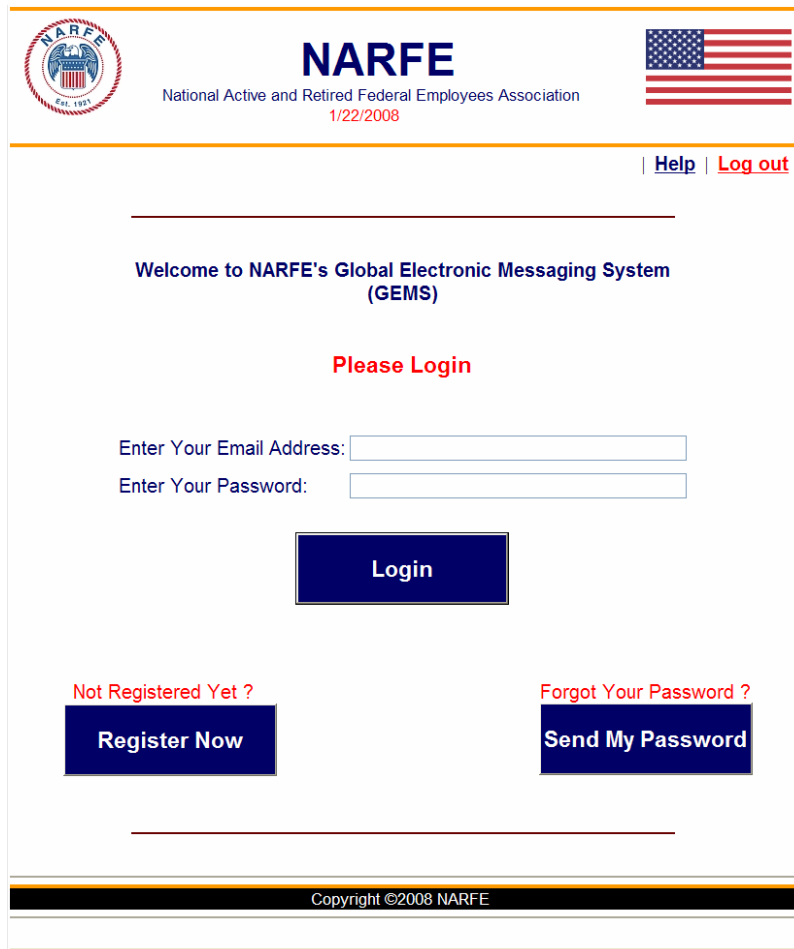 NARFE
Est. 1921
NARFE
National Active and Retired Federal Employees Association
1/22/2008
| Help | Log out
Welcome to NARFE's Global Electronic Messaging System
(GEMS)
Please Login
Enter Your Email Address:
Enter Your Password:
Login
Not Registered Yet ?
Register Now
Forgot Your Password ?
Send My Password
Copyright ©2008 NARFE